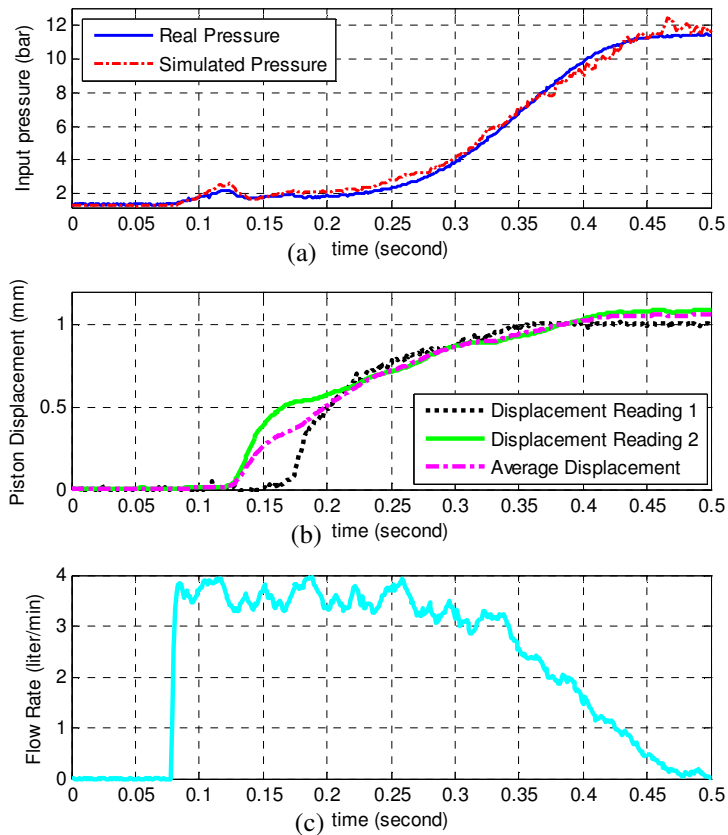 12
10
8
6
4
2
Input pressure (bar)
Real Pressure
Simulated Pressure
0 0.05 0.1 0.15 0.2 0.25 0.3 0.35 0.4 0.45 0.5
time (second)
(a)
1
0.5
0
Piston Displacement (mm)
Displacement Reading 1
Displacement Reading 2
Average Displacement
0 0.05 0.1 0.15 0.2 0.25 0.3 0.35 0.4 0.45 0.5
time (second)
(b)
4
3
2
1
0
Flow Rate (liter/min)
0 0.05 0.1 0.15 0.2 0.25 0.3 0.35 0.4 0.45 0.5
time (second)
(c)